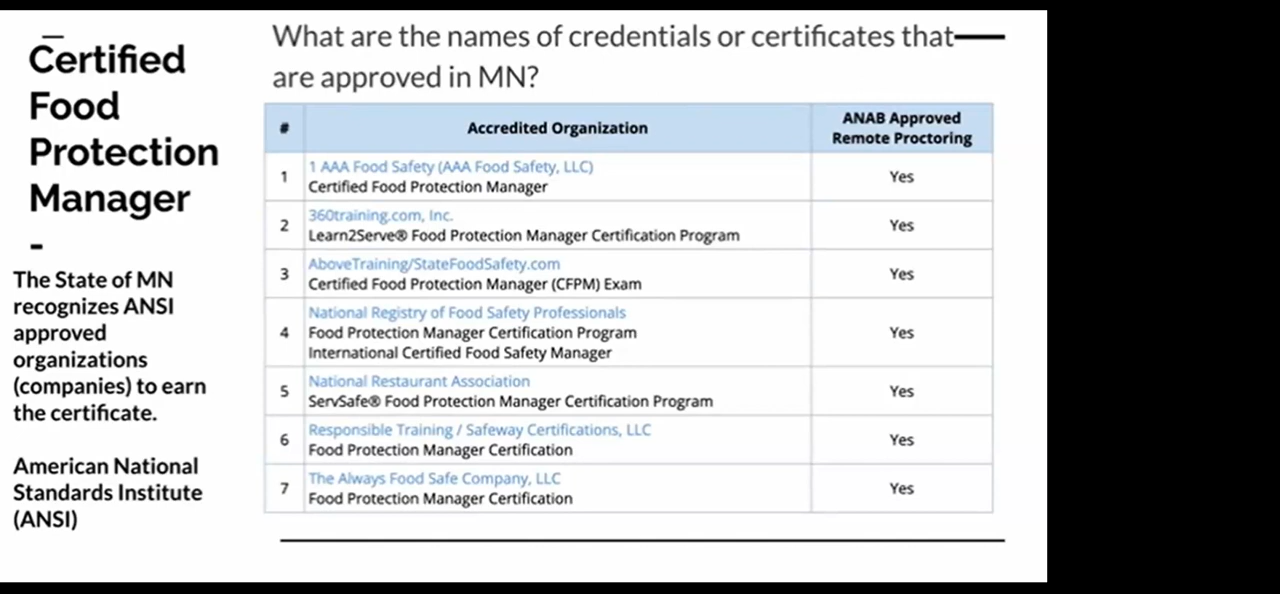 Certified
Food
Protection
Manager
-
The State of MN
recognizes ANSI
approved
organizations
(companies) to earn
the certificate.
American National
Standards Institute
(ANSI)
What are the names of credentials or certificates that
are approved in MN?
# Accredited Organization ANAB Approved Remote Proctoring
1 1 AAA Food Safety (AAA Food Safety, LLC)
Certified Food Protection Manager Yes
2 360training.com, Inc.
Learn2Serve® Food Protection Manager Certification Program Yes
3 AboveTraining/StateFoodSafety.com
Certified Food Protection Manager (CFPM) Exam Yes
4 National Registry of Food Safety Professionals
Food Protection Manager Certification Program Yes
International Certified Food Safety Manager
5 National Restaurant Association
ServSafe® Food Protection Manager Certification Program Yes
6 Responsible Training / Safeway Certifications, LLC
Food Protection Manager Certification Yes
7 The Always Food Safe Company, LLC
Food Protection Manager Certification Yes